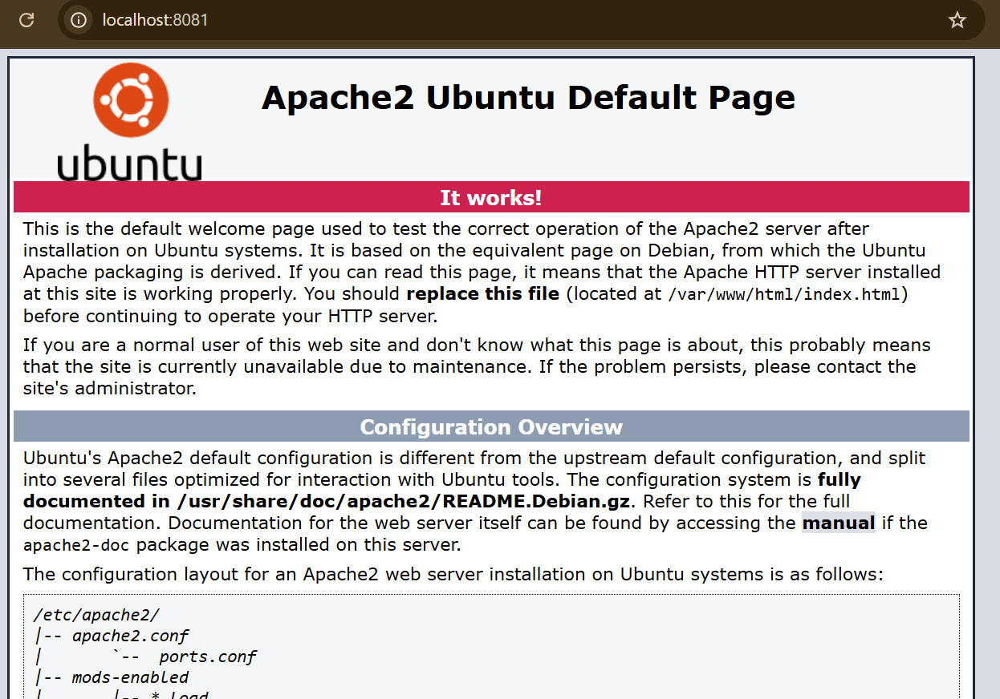 localhost:8081
ubuntu
Apache2 Ubuntu Default Page
It works!
This is the default welcome page used to test the correct operation of the Apache2 server after
installation on Ubuntu systems. It is based on the equivalent page on Debian, from which the Ubuntu
Apache packaging is derived. If you can read this page, it means that the Apache HTTP server installed
at this site is working properly. You should replace this file (located at /var/www/html/index.html)
before continuing to operate your HTTP server.
If you are a normal user of this web site and don't know what this page is about, this probably means
that the site is currently unavailable due to maintenance. If the problem persists, please contact the
site's administrator.
Configuration Overview
Ubuntu's Apache2 default configuration is different from the upstream default configuration, and split
into several files optimized for interaction with Ubuntu tools. The configuration system is fully
documented in /usr/share/doc/apache2/README.Debian.gz. Refer to this for the full
documentation. Documentation for the web server itself can be found by accessing the manual if the
apache2-doc package was installed on this server.
The configuration layout for an Apache2 web server installation on Ubuntu systems is as follows:
/etc/apache2/
|-- apache2.conf
|       `--  ports.conf
|-- mods-enabled
|       |-- *.load